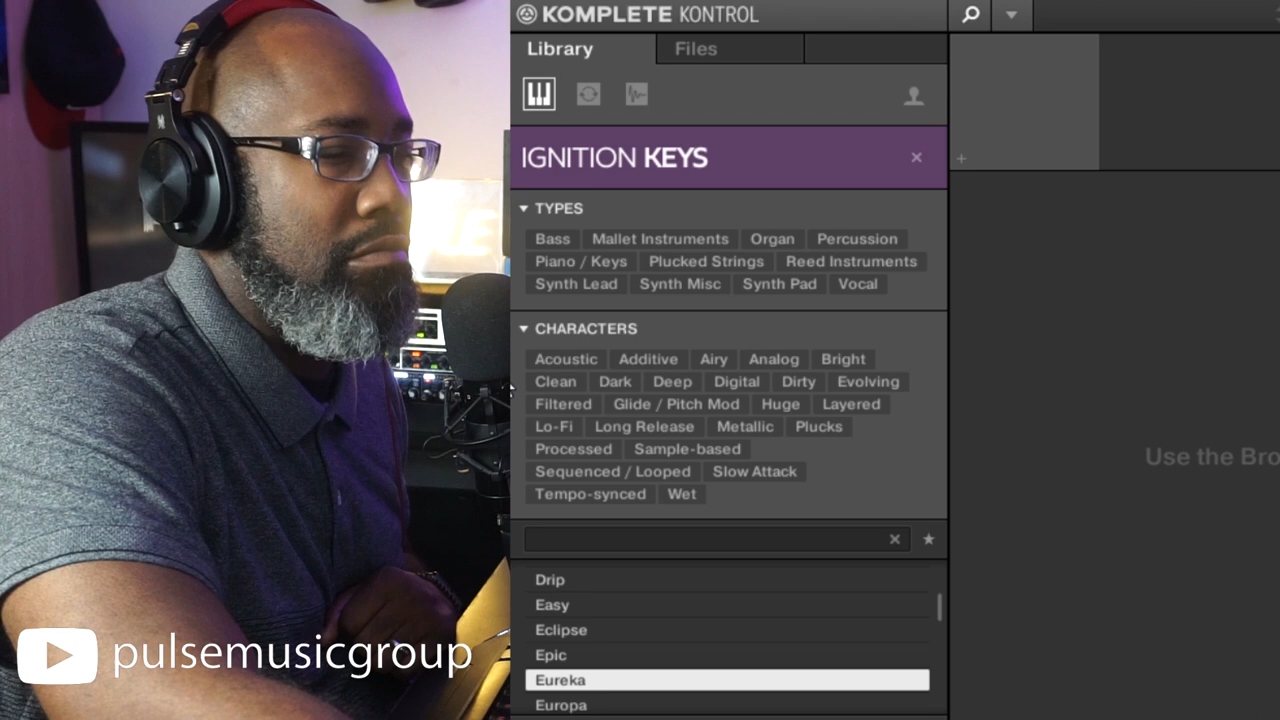 KOMPLETE KONTROL
Library Files
IGNITION KEYS
TYPES
Bass Mallet Instruments Organ Percussion
Piano / Keys Plucked Strings Reed Instruments
Synth Lead Synth Misc Synth Pad Vocal
CHARACTERS
Acoustic Additive Airy Analog Bright
Clean Dark Deep Digital Dirty Evolving
Filtered Glide / Pitch Mod Huge Layered
Lo-Fi Long Release Metallic Plucks
Processed Sample-based
Sequenced / Looped Slow Attack
Tempo-synced Wet
Drip
Easy
Eclipse
Epic
Eureka
Europa
Use the Bro
pulsemusicgroup